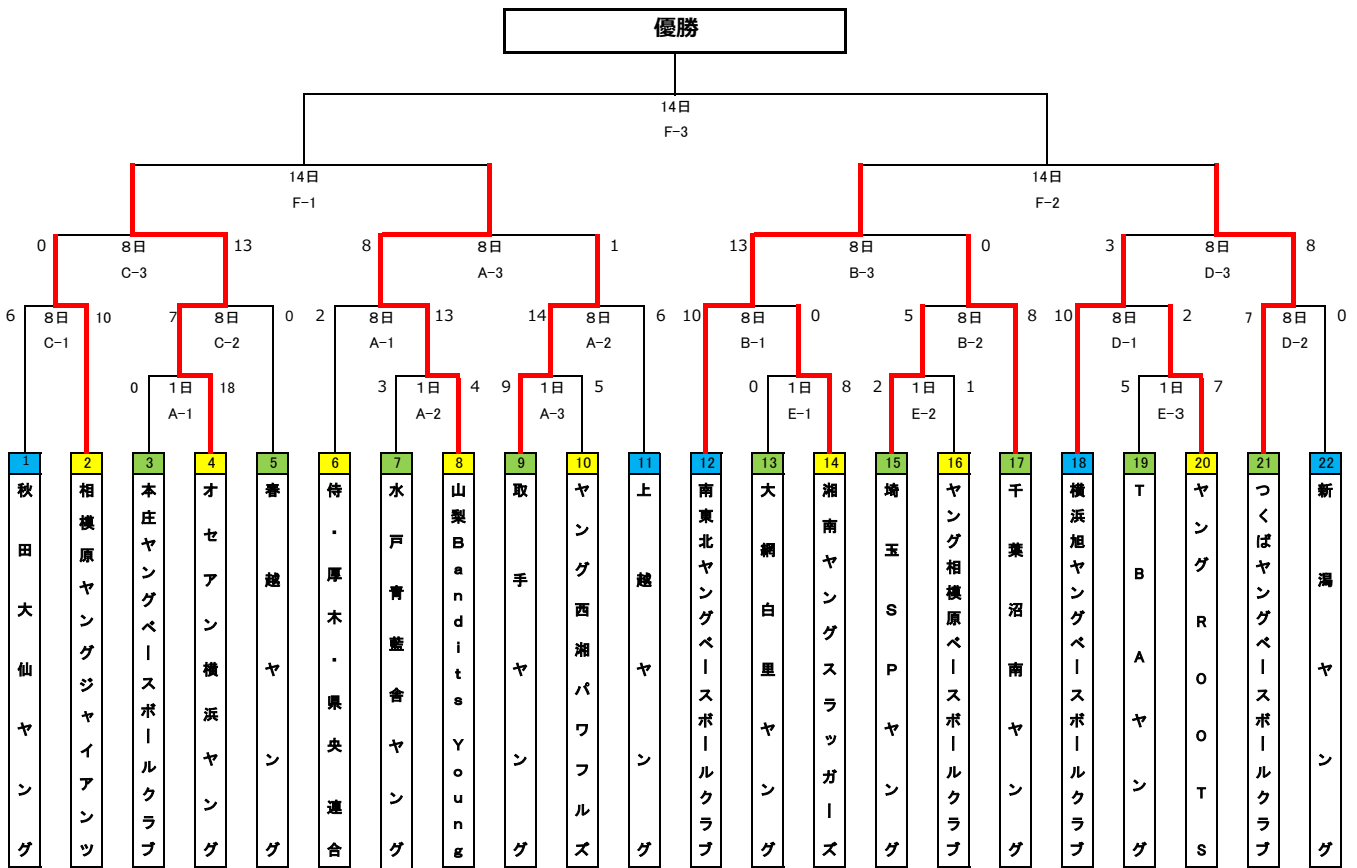 優勝
14日
F-3
14日
14日
F-1
F-2
0 8日 13 8 8日 1 13 8日 0 3 8日 8
C-3 A-3 B-3 D-3
6 8日 10 7 8日 0 2 8日 13 14 8日 6 10 8日 0 5 8日 8 10 8日 2 7 8日 0
C-1 C-2 A-1 A-2 B-1 B-2 D-1 D-2
0 1日 18 3 1日 4 9 1日 5 0 1日 8 2 1日 1 5 1日 7
A-1 A-2 A-3 E-1 E-2 E-3
1 秋田大仙ヤング
2 相模原ヤングジャイアンツ
3 本庄ヤングベースボールクラブ
4 オセアン横浜ヤング
5 春越ヤング
6 侍・厚木・県央 連合
7 水戸青藍舎ヤング
8 山梨Bandits Young
9 取手ヤング
10 ヤング西湘パワフルズ
11 上越ヤング
12 南東北ヤングベースボールクラブ
13 大網白里ヤング
14 湘南ヤングスラッガーズ
15 埼玉SPヤング
16 ヤング相模原ベースボールクラブ
17 千葉沼南ヤング
18 横浜旭ヤングベースボールクラブ
19 TBAヤング
20 ヤングROOTS
21 つくばヤングベースボールクラブ
22 新潟ヤング